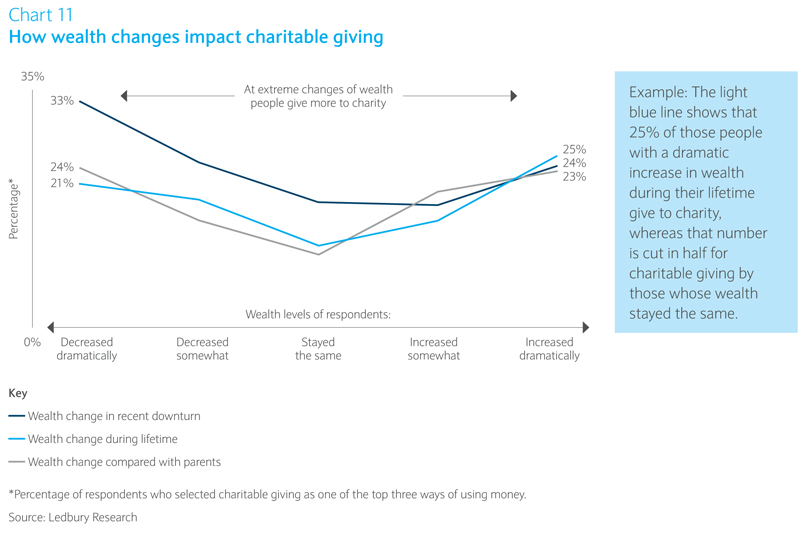 Chart 11
How wealth changes impact charitable giving
35%
33%
At extreme changes of wealth
people give more to charity
24%
21%
25%
24%
23%
Percentage*
Wealth levels of respondents:
0%
Decreased
dramatically
Decreased
somewhat
Stayed
the same
Increased
somewhat
Increased
dramatically
Example: The light
blue line shows that
25% of those people
with a dramatic
increase in wealth
during their lifetime
give to charity,
whereas that number
is cut in half for
charitable giving by
those whose wealth
stayed the same.
Key
Wealth change in recent downturn
Wealth change during lifetime
Wealth change compared with parents
*Percentage of respondents who selected charitable giving as one of the top three ways of using money.
Source: Ledbury Research